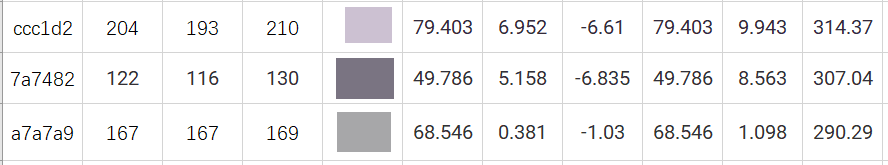 ccc1d2 204 193 210 79.403 6.952 -6.61 79.403 9.943 314.37
7a7482 122 116 130 49.786 5.158 -6.835 49.786 8.563 307.04
a7a7a9 167 167 169 68.546 0.381 -1.03 68.546 1.098 290.29